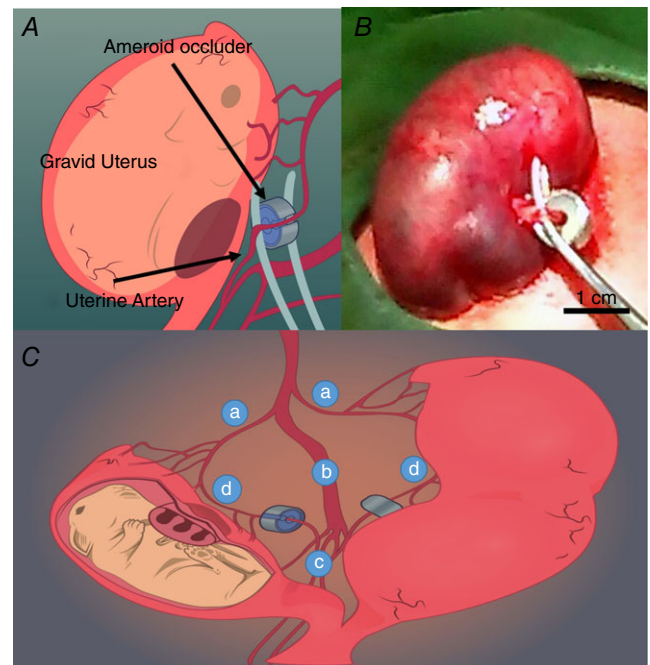 A
Ameroid occluder
Gravid Uterus
Uterine Artery
B
1 cm
C
a
a
b
d
d
c